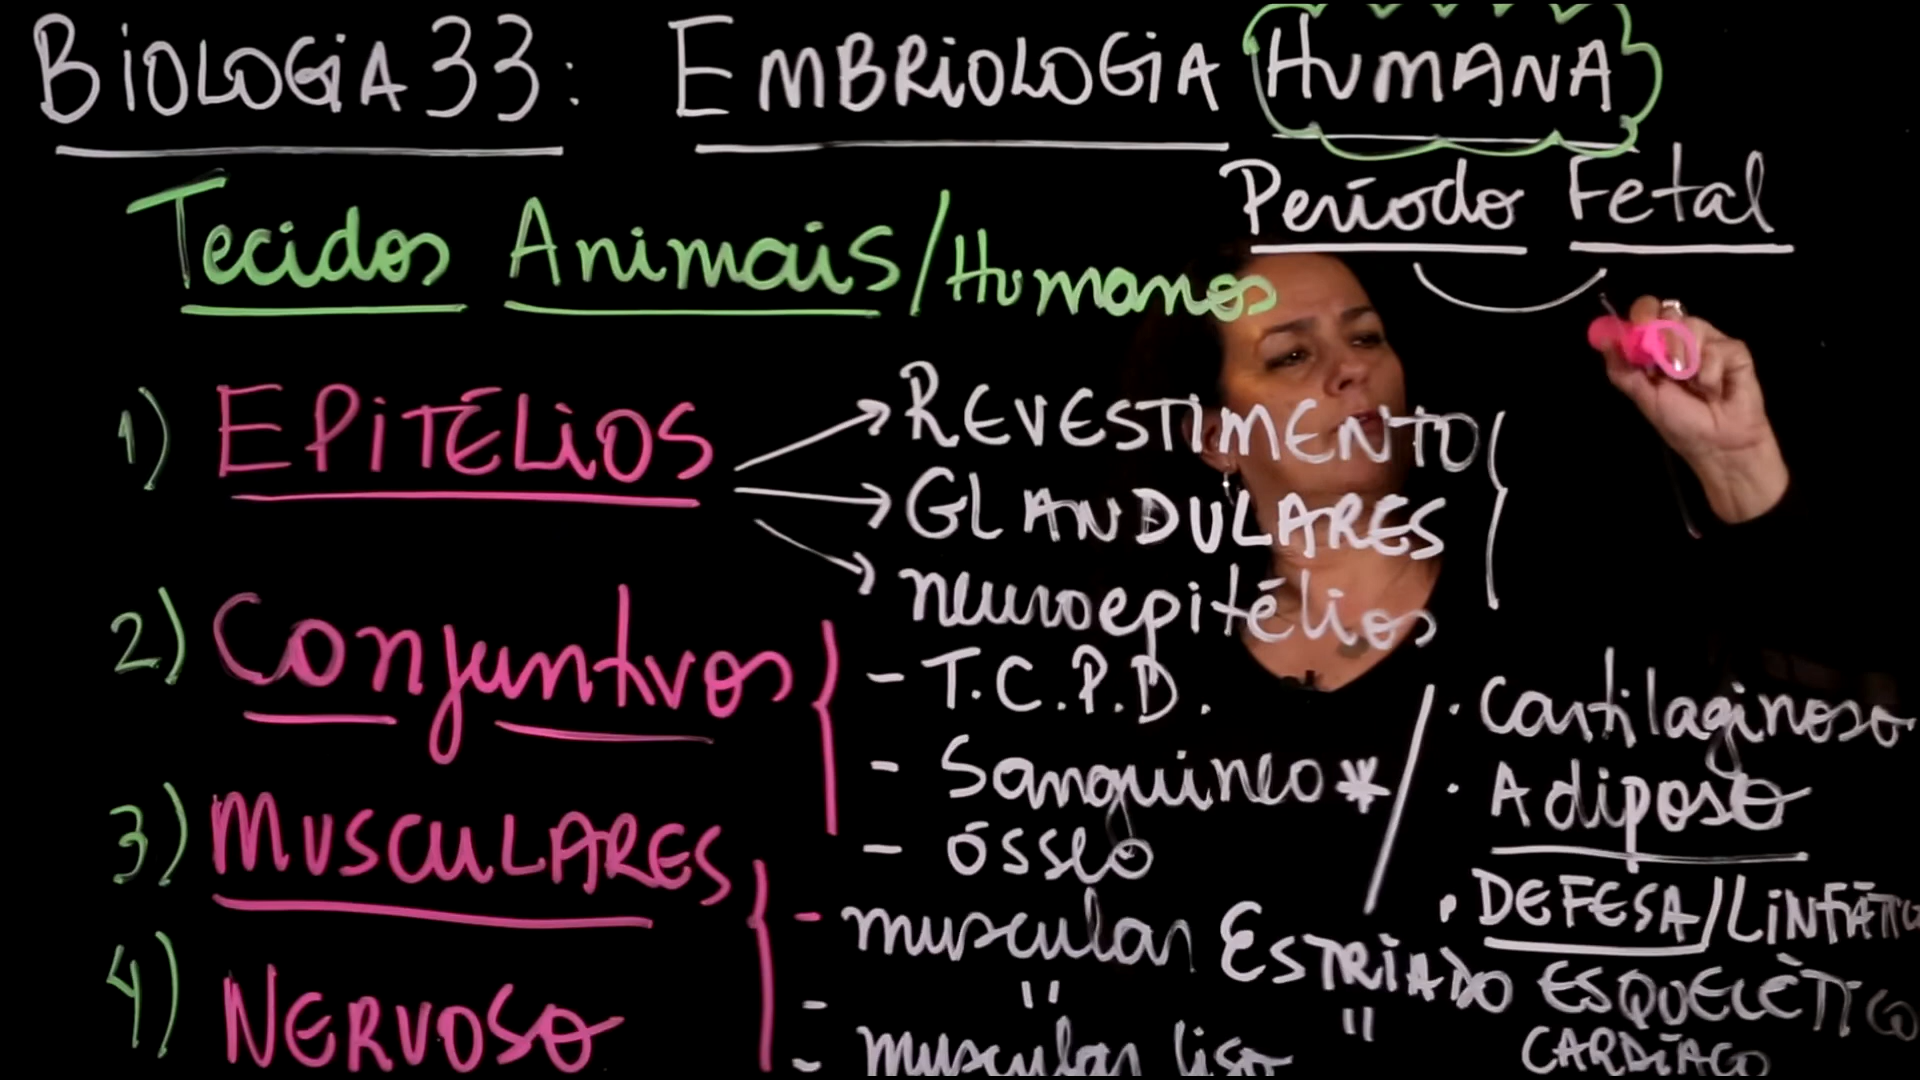 BIOLOGIA 33: EMBRIOLOGIA HUMANA
Período Fetal
Tecidos Animais/Humanos
1) EPITÉLIOS
REVESTIMENTO
GLANDULARES
neuroepitélios
2) Conjuntivos
- T.C.P.D.
- Sanguíneo *
- ósseo
· Cartilaginoso
· Adiposo
· DEFESA/LINFÁTICO
3) MUSCULARES
- muscular ESTRIADO ESQUELÉTICO
- " " CARDÍACO
- muscular liso
4) NERVOSO